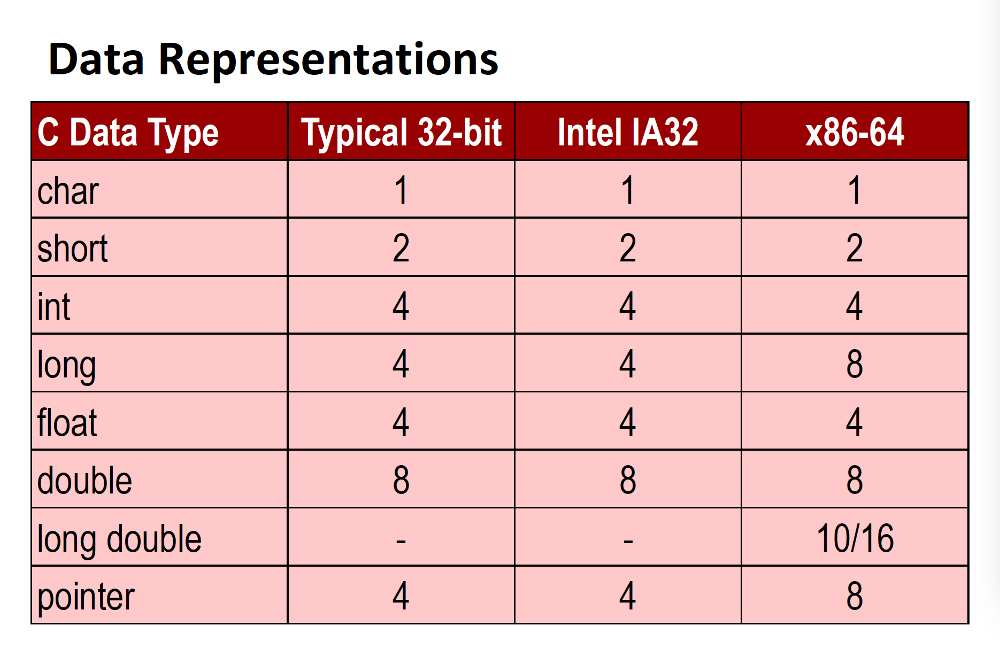 Data Representations
C Data Type Typical 32-bit Intel IA32 x86-64
char 1 1 1
short 2 2 2
int 4 4 4
long 4 4 8
float 4 4 4
double 8 8 8
long double - - 10/16
pointer 4 4 8